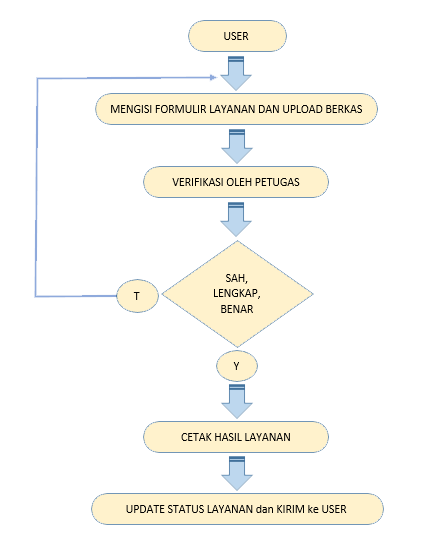 USER
MENGISI FORMULIR LAYANAN DAN UPLOAD BERKAS
VERIFIKASI OLEH PETUGAS
SAH,
LENGKAP,
BENAR
T
Y
CETAK HASIL LAYANAN
UPDATE STATUS LAYANAN dan KIRIM ke USER